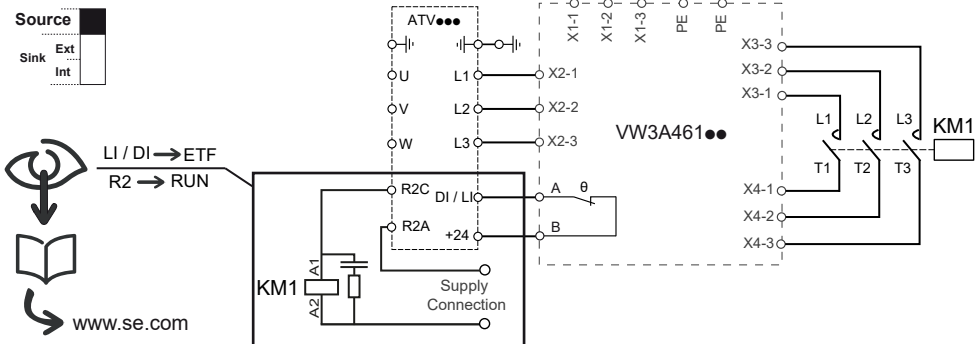 Source
Sink
Ext
Int
LI / DI → ETF
R2 → RUN
www.se.com
ATV●●●
U
V
W
L1
L2
L3
R2C
R2A
DI / LI
+24
KM1
A1
A2
Supply
Connection
X1-1
X1-2
X1-3
PE
PE
X2-1
X2-2
X2-3
VW3A461●●
A
θ
B
X3-3
X3-2
X3-1
X4-1
X4-2
X4-3
L1
L2
L3
KM1
T1
T2
T3